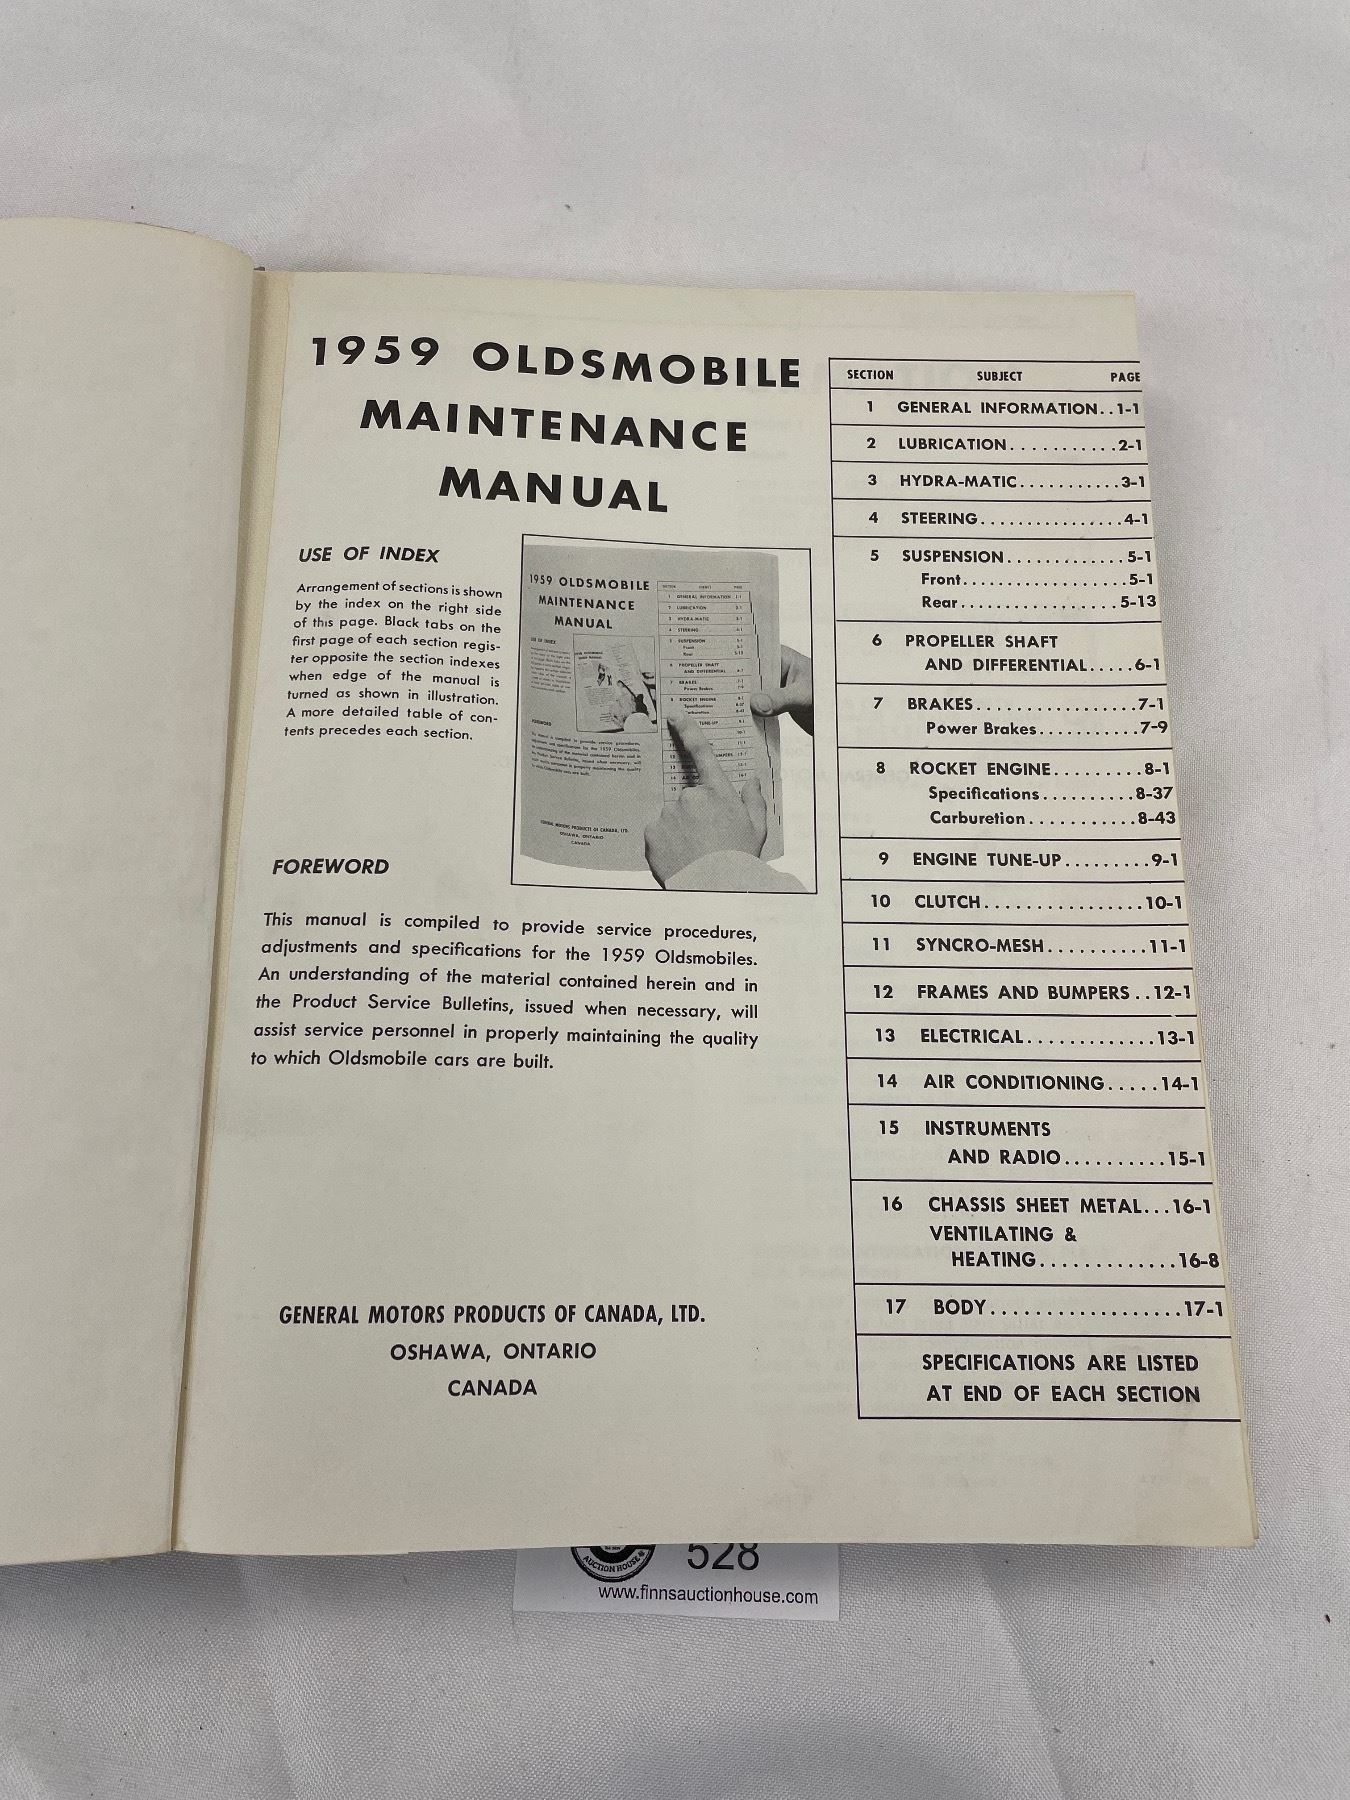 1959 OLDSMOBILE
MAINTENANCE
MANUAL
USE OF INDEX
Arrangement of sections is shown
by the index on the right side
of this page. Black tabs on the
first page of each section regis-
ter opposite the section indexes
when edge of the manual is
turned as shown in illustration.
A more detailed table of con-
tents precedes each section.
1959 OLDSMOBILE
MAINTENANCE
MANUAL
FOREWORD
This manual is compiled to provide service procedures,
adjustments and specifications for the 1959 Oldsmobiles.
An understanding of the material contained herein and in
the Product Service Bulletins, issued when necessary, will
assist service personnel in properly maintaining the quality
to which Oldsmobile cars are built.
GENERAL MOTORS PRODUCTS OF CANADA, LTD.
OSHAWA, ONTARIO
CANADA
SECTION SUBJECT PAGE
1 GENERAL INFORMATION..1-1
2 LUBRICATION...........2-1
3 HYDRA-MATIC...........3-1
4 STEERING................4-1
5 SUSPENSION.............5-1
Front..................5-1
Rear.................5-13
6 PROPELLER SHAFT
AND DIFFERENTIAL.....6-1
7 BRAKES.................7-1
Power Brakes...........7-9
8 ROCKET ENGINE.........8-1
Specifications..........8-37
Carburetion...........8-43
9 ENGINE TUNE-UP.........9-1
10 CLUTCH................10-1
11 SYNCRO-MESH..........11-1
12 FRAMES AND BUMPERS..12-1
13 ELECTRICAL.............13-1
14 AIR CONDITIONING.....14-1
15 INSTRUMENTS
AND RADIO..........15-1
16 CHASSIS SHEET METAL...16-1
VENTILATING &
HEATING.............16-8
17 BODY...................17-1
SPECIFICATIONS ARE LISTED
AT END OF EACH SECTION
AUCTION HOUSE
528
www.finnsauctionhouse.com